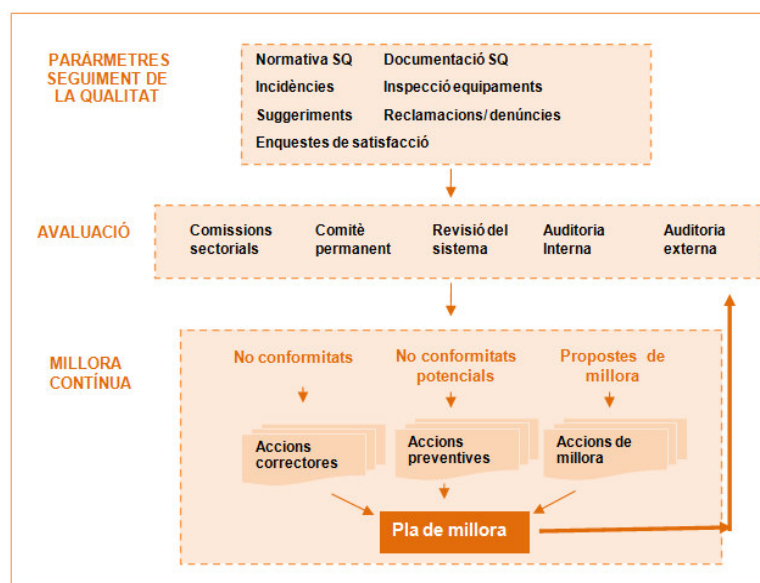 PARÁRMETRES
SEGUIMENT DE
LA QUALITAT
Normativa SQ Documentació SQ
Incidències Inspecció equipaments
Suggeriments Reclamacions/ denúncies
Enquestes de satisfacció
AVALUACIÓ
Comissions
sectorials
Comitè
permanent
Revisió del
sistema
Auditoria
Interna
Auditoria
externa
MILLORA
CONTÍNUA
No conformitats
No conformitats
potencials
Propostes de
millora
Accions
correctores
Accions
preventives
Accions de
millora
Pla de millora